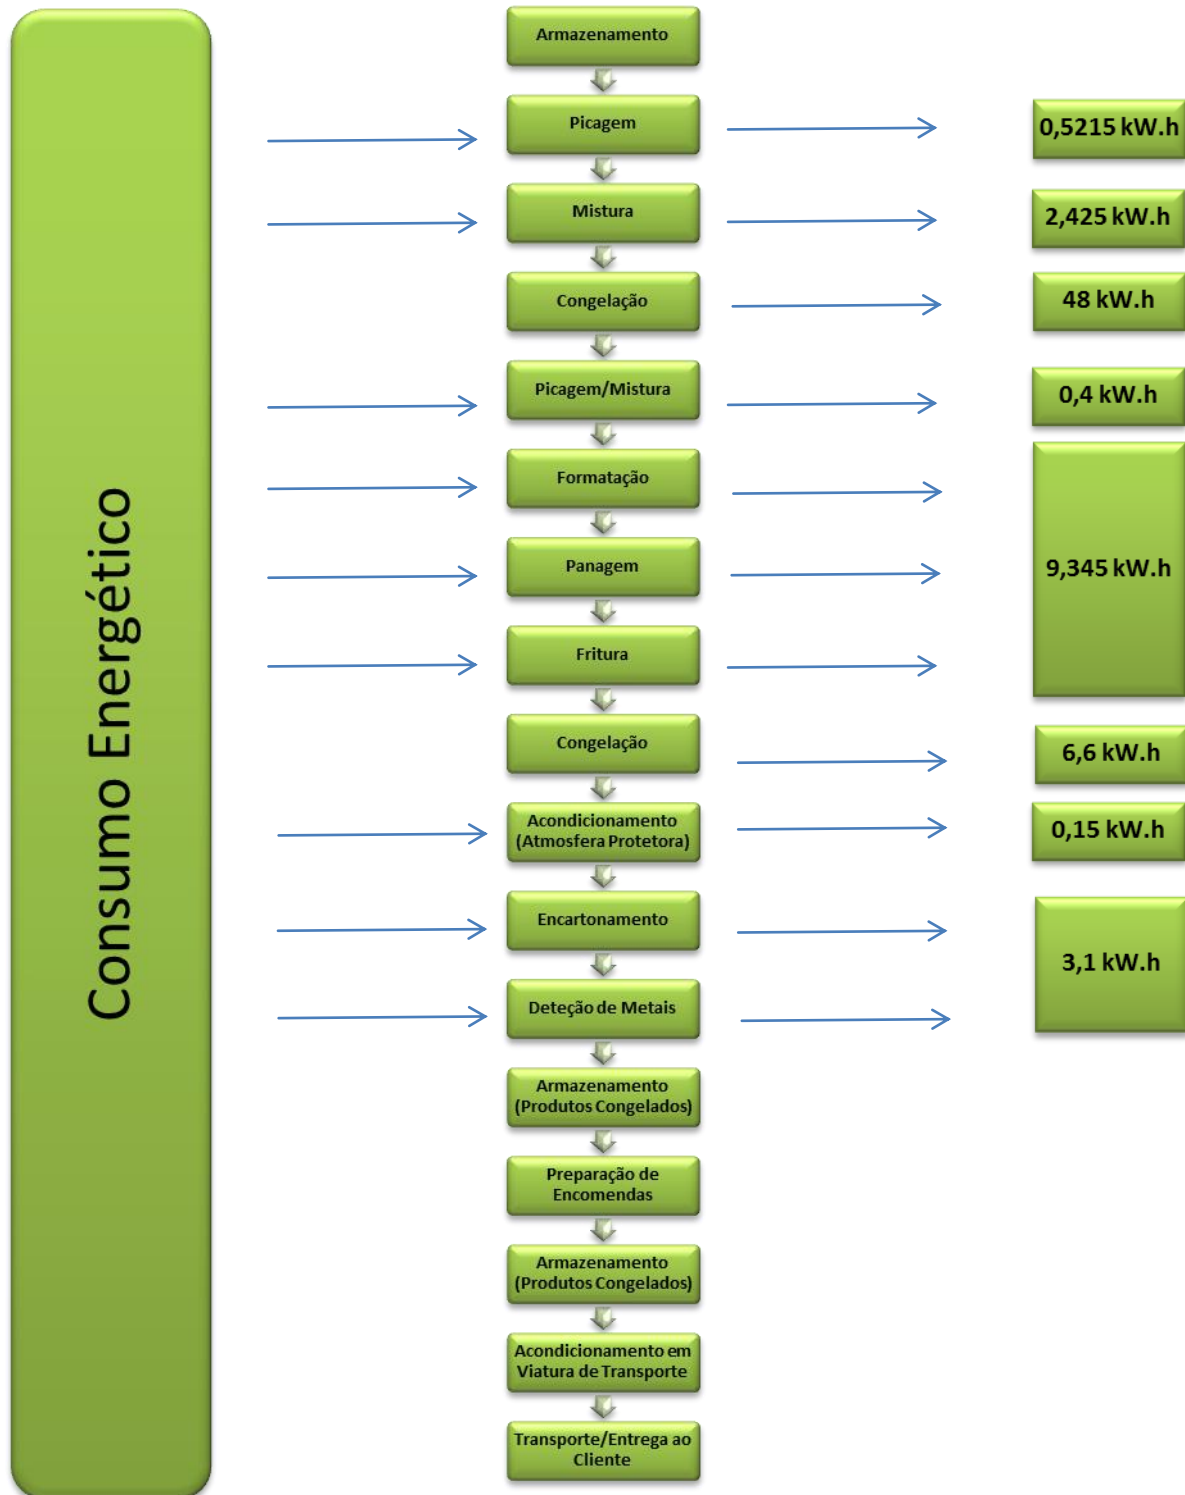 Consumo Energético
Armazenamento
Picagem
0,5215 kW.h
Mistura
2,425 kW.h
Congelação
48 kW.h
Picagem/Mistura
0,4 kW.h
Formatação
Panagem
9,345 kW.h
Fritura
Congelação
6,6 kW.h
Acondicionamento
(Atmosfera Protetora)
0,15 kW.h
Encartonamento
3,1 kW.h
Deteção de Metais
Armazenamento
(Produtos Congelados)
Preparação de
Encomendas
Armazenamento
(Produtos Congelados)
Acondicionamento em
Viatura de Transporte
Transporte/Entrega ao
Cliente